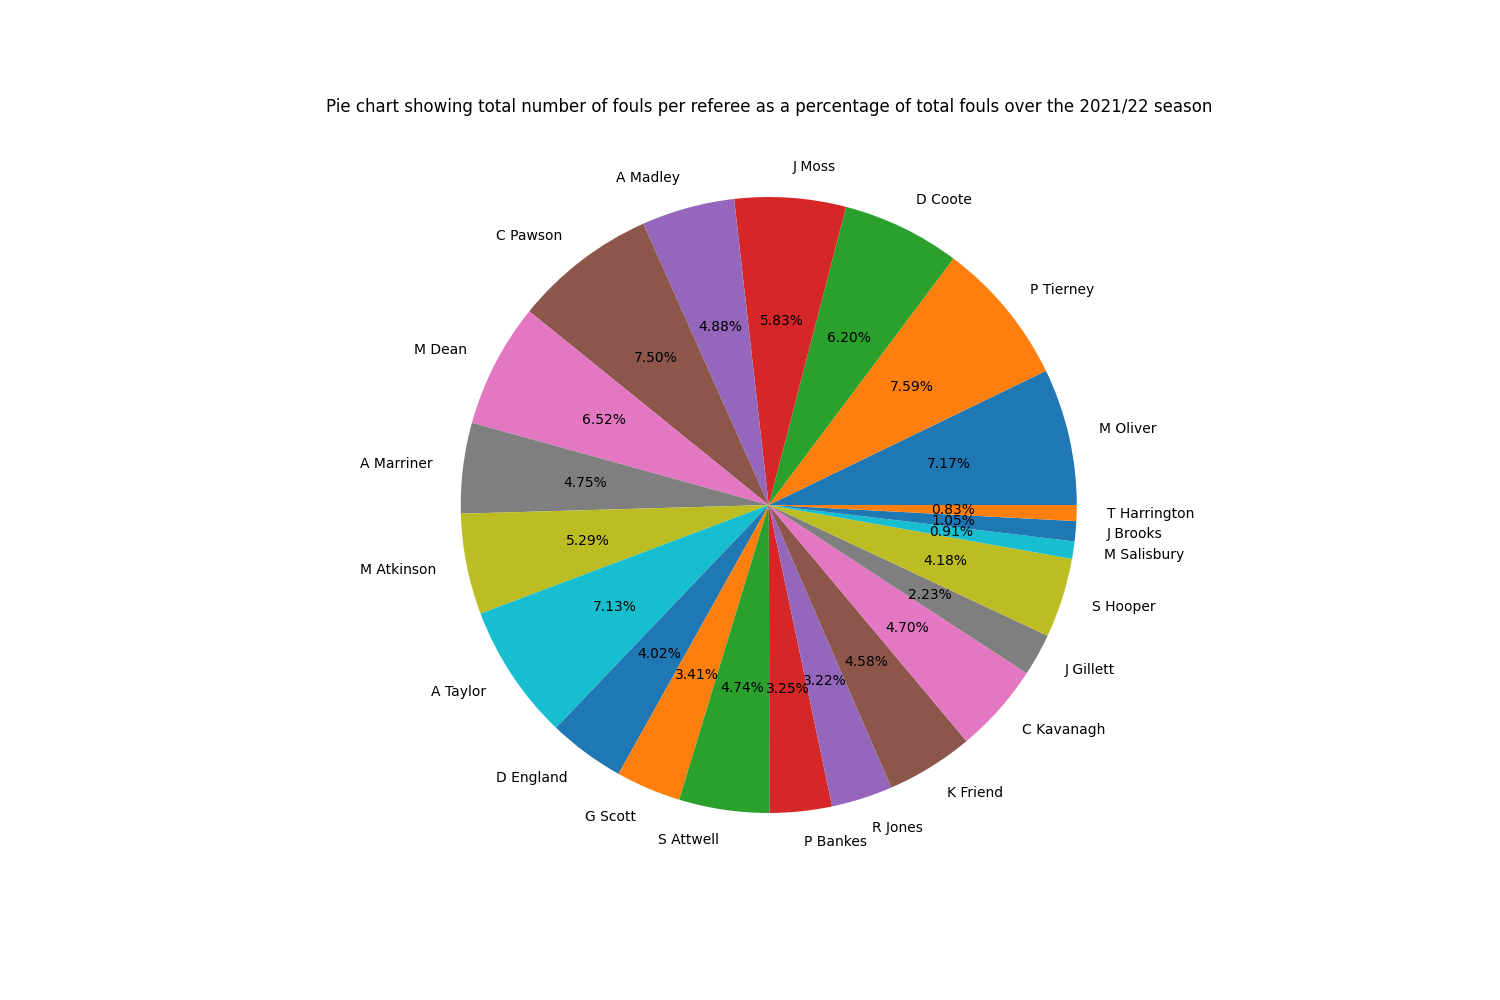 Pie chart showing total number of fouls per referee as a percentage of total fouls over the 2021/22 season
M Oliver
7.17%
P Tierney
7.59%
D Coote
6.20%
J Moss
5.83%
A Madley
4.88%
C Pawson
7.50%
M Dean
6.52%
A Marriner
4.75%
M Atkinson
5.29%
A Taylor
7.13%
D England
4.02%
G Scott
3.41%
S Attwell
4.74%
P Bankes
3.25%
R Jones
3.22%
K Friend
4.58%
C Kavanagh
4.70%
J Gillett
2.23%
S Hooper
4.18%
M Salisbury
0.91%
J Brooks
1.05%
T Harrington
0.83%